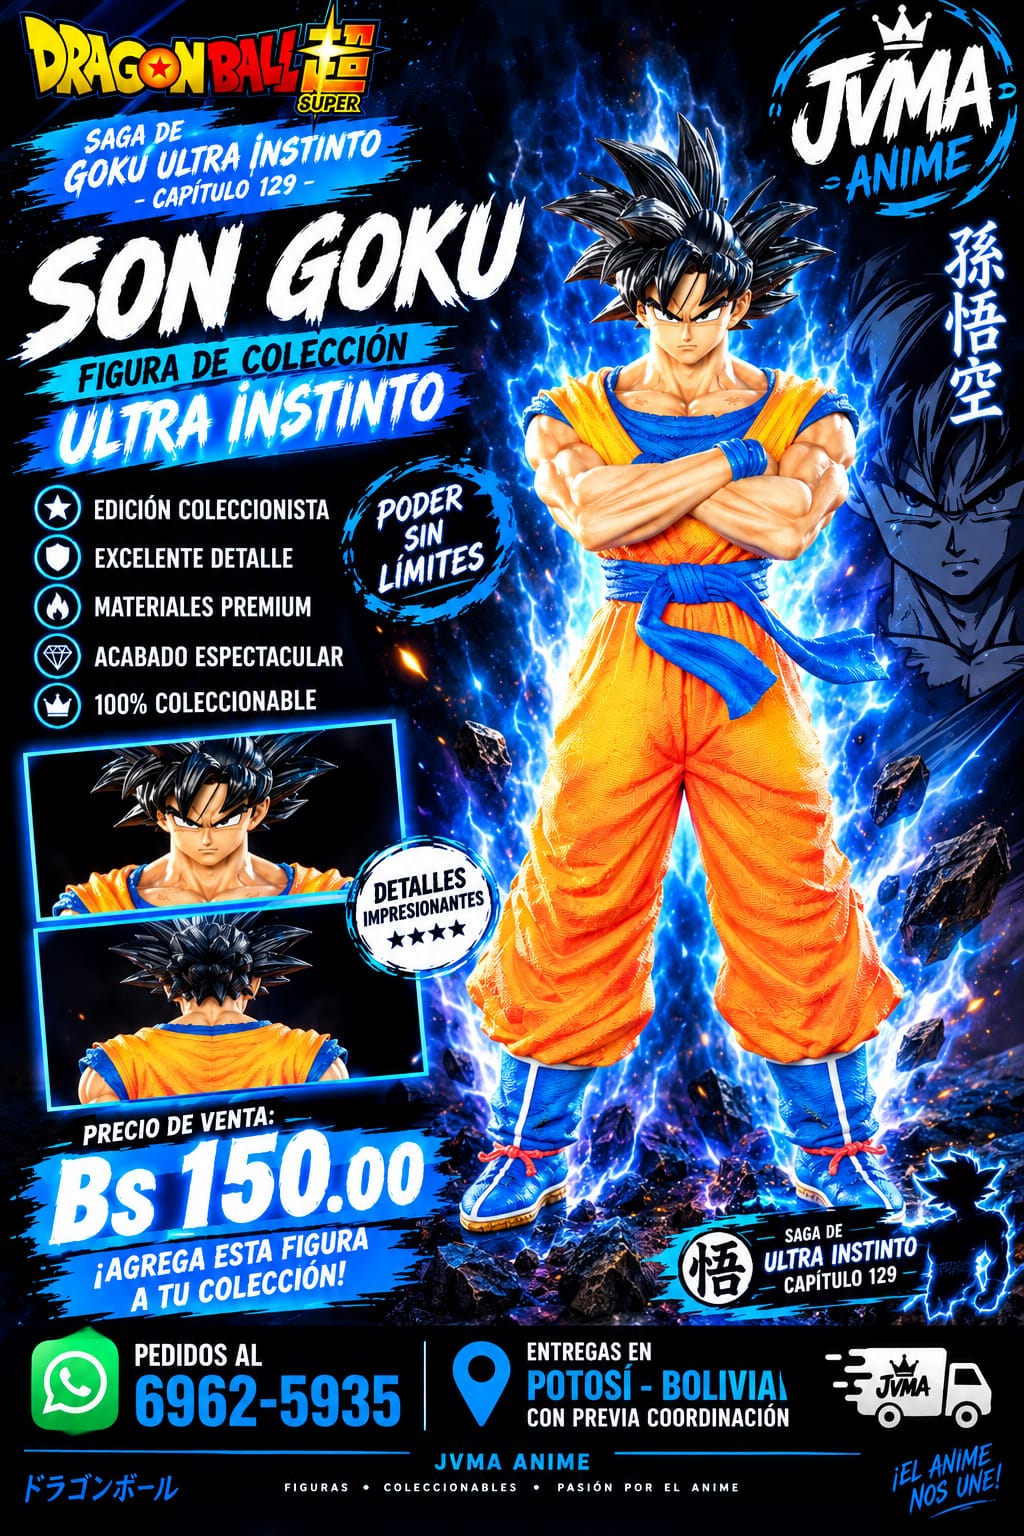 DRAGON BALL 超
SUPER
SAGA DE
GOKU ULTRA İNSTINTO
- CAPÍTULO 129 -
SON GOKU
FIGURA DE COLECCIÓN
ULTRA İNSTINTO
JVMA
ANIME
孫悟空
EDICIÓN COLECCIONISTA
EXCELENTE DETALLE
MATERIALES PREMIUM
ACABADO ESPECTACULAR
100% COLECCIONABLE
PODER
SIN
LÍMITES
DETALLES
IMPRESIONANTES
★★★★
PRECIO DE VENTA:
Bs 150.00
¡AGREGA ESTA FIGURA
A TU COLECCIÓN!
悟
SAGA DE
ULTRA INSTINTO
CAPÍTULO 129
PEDIDOS AL
6962-5935
ENTREGAS EN
POTOSÍ - BOLIVIA
CON PREVIA COORDINACIÓN
JVMA
JVMA ANIME
FIGURAS • COLECCIONABLES • PASIÓN POR EL ANIME
ドラゴンボール
¡EL ANIME
NOS UNE!